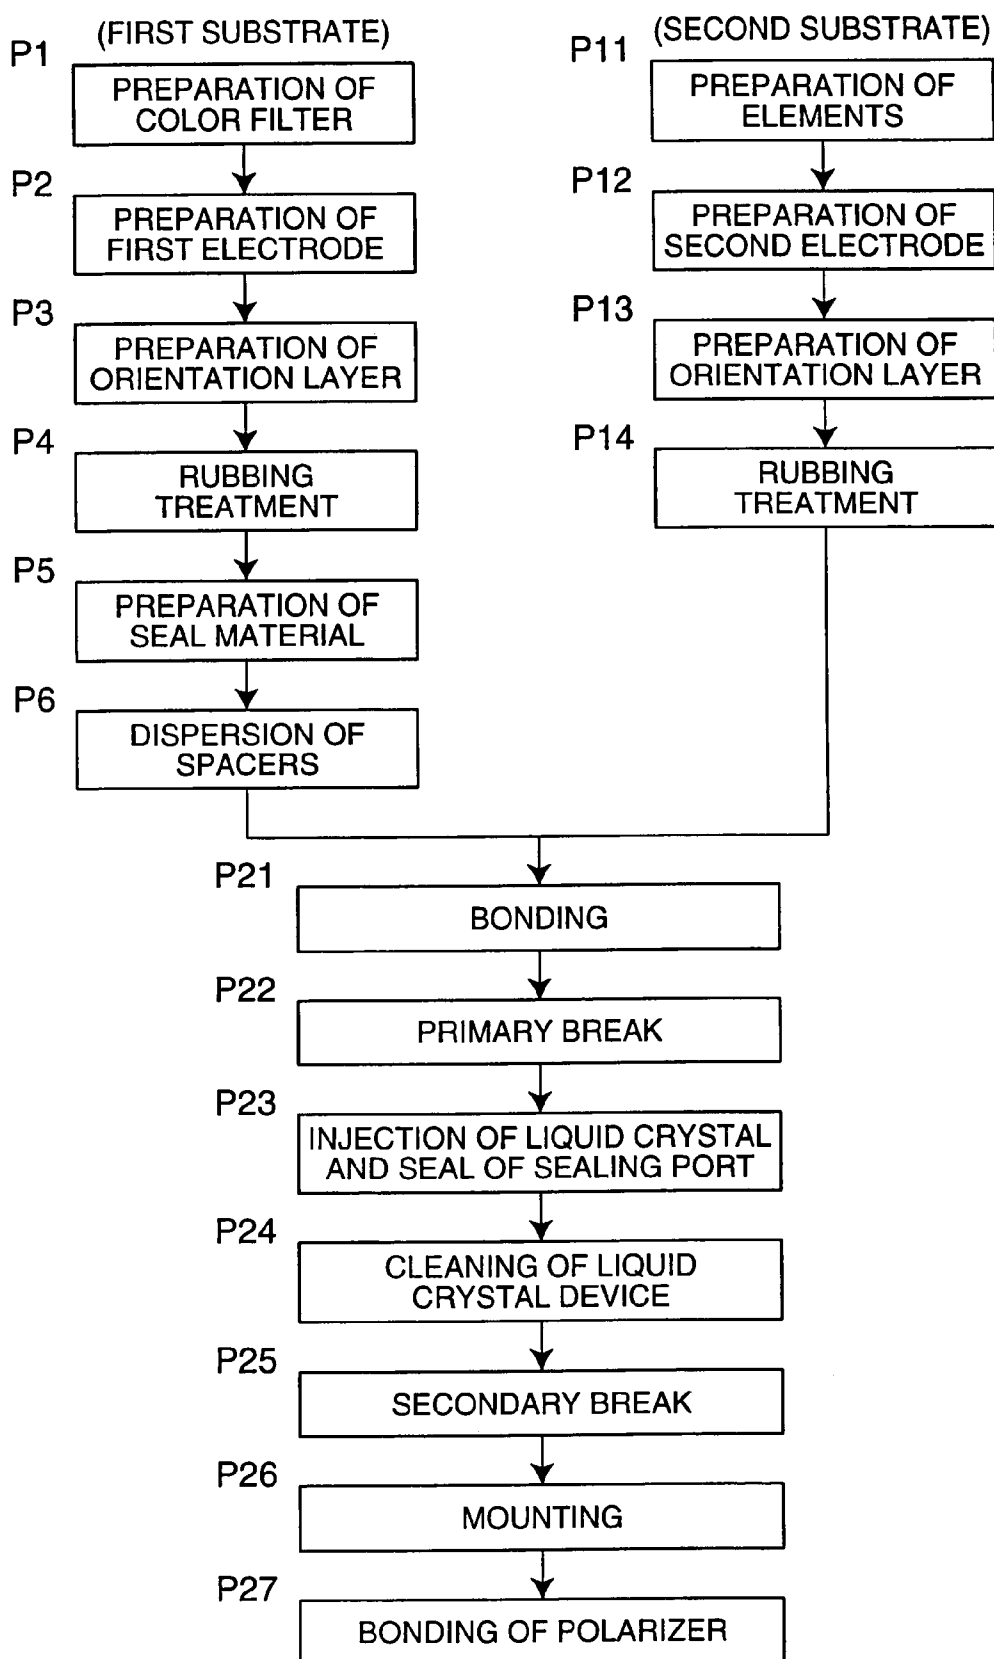 (FIRST SUBSTRATE)
P1
PREPARATION OF
COLOR FILTER
P2
PREPARATION OF
FIRST ELECTRODE
P3
PREPARATION OF
ORIENTATION LAYER
P4
RUBBING
TREATMENT
P5
PREPARATION OF
SEAL MATERIAL
P6
DISPERSION OF
SPACERS
(SECOND SUBSTRATE)
P11
PREPARATION OF
ELEMENTS
P12
PREPARATION OF
SECOND ELECTRODE
P13
PREPARATION OF
ORIENTATION LAYER
P14
RUBBING
TREATMENT
P21
BONDING
P22
PRIMARY BREAK
P23
INJECTION OF LIQUID CRYSTAL
AND SEAL OF SEALING PORT
P24
CLEANING OF LIQUID
CRYSTAL DEVICE
P25
SECONDARY BREAK
P26
MOUNTING
P27
BONDING OF POLARIZER